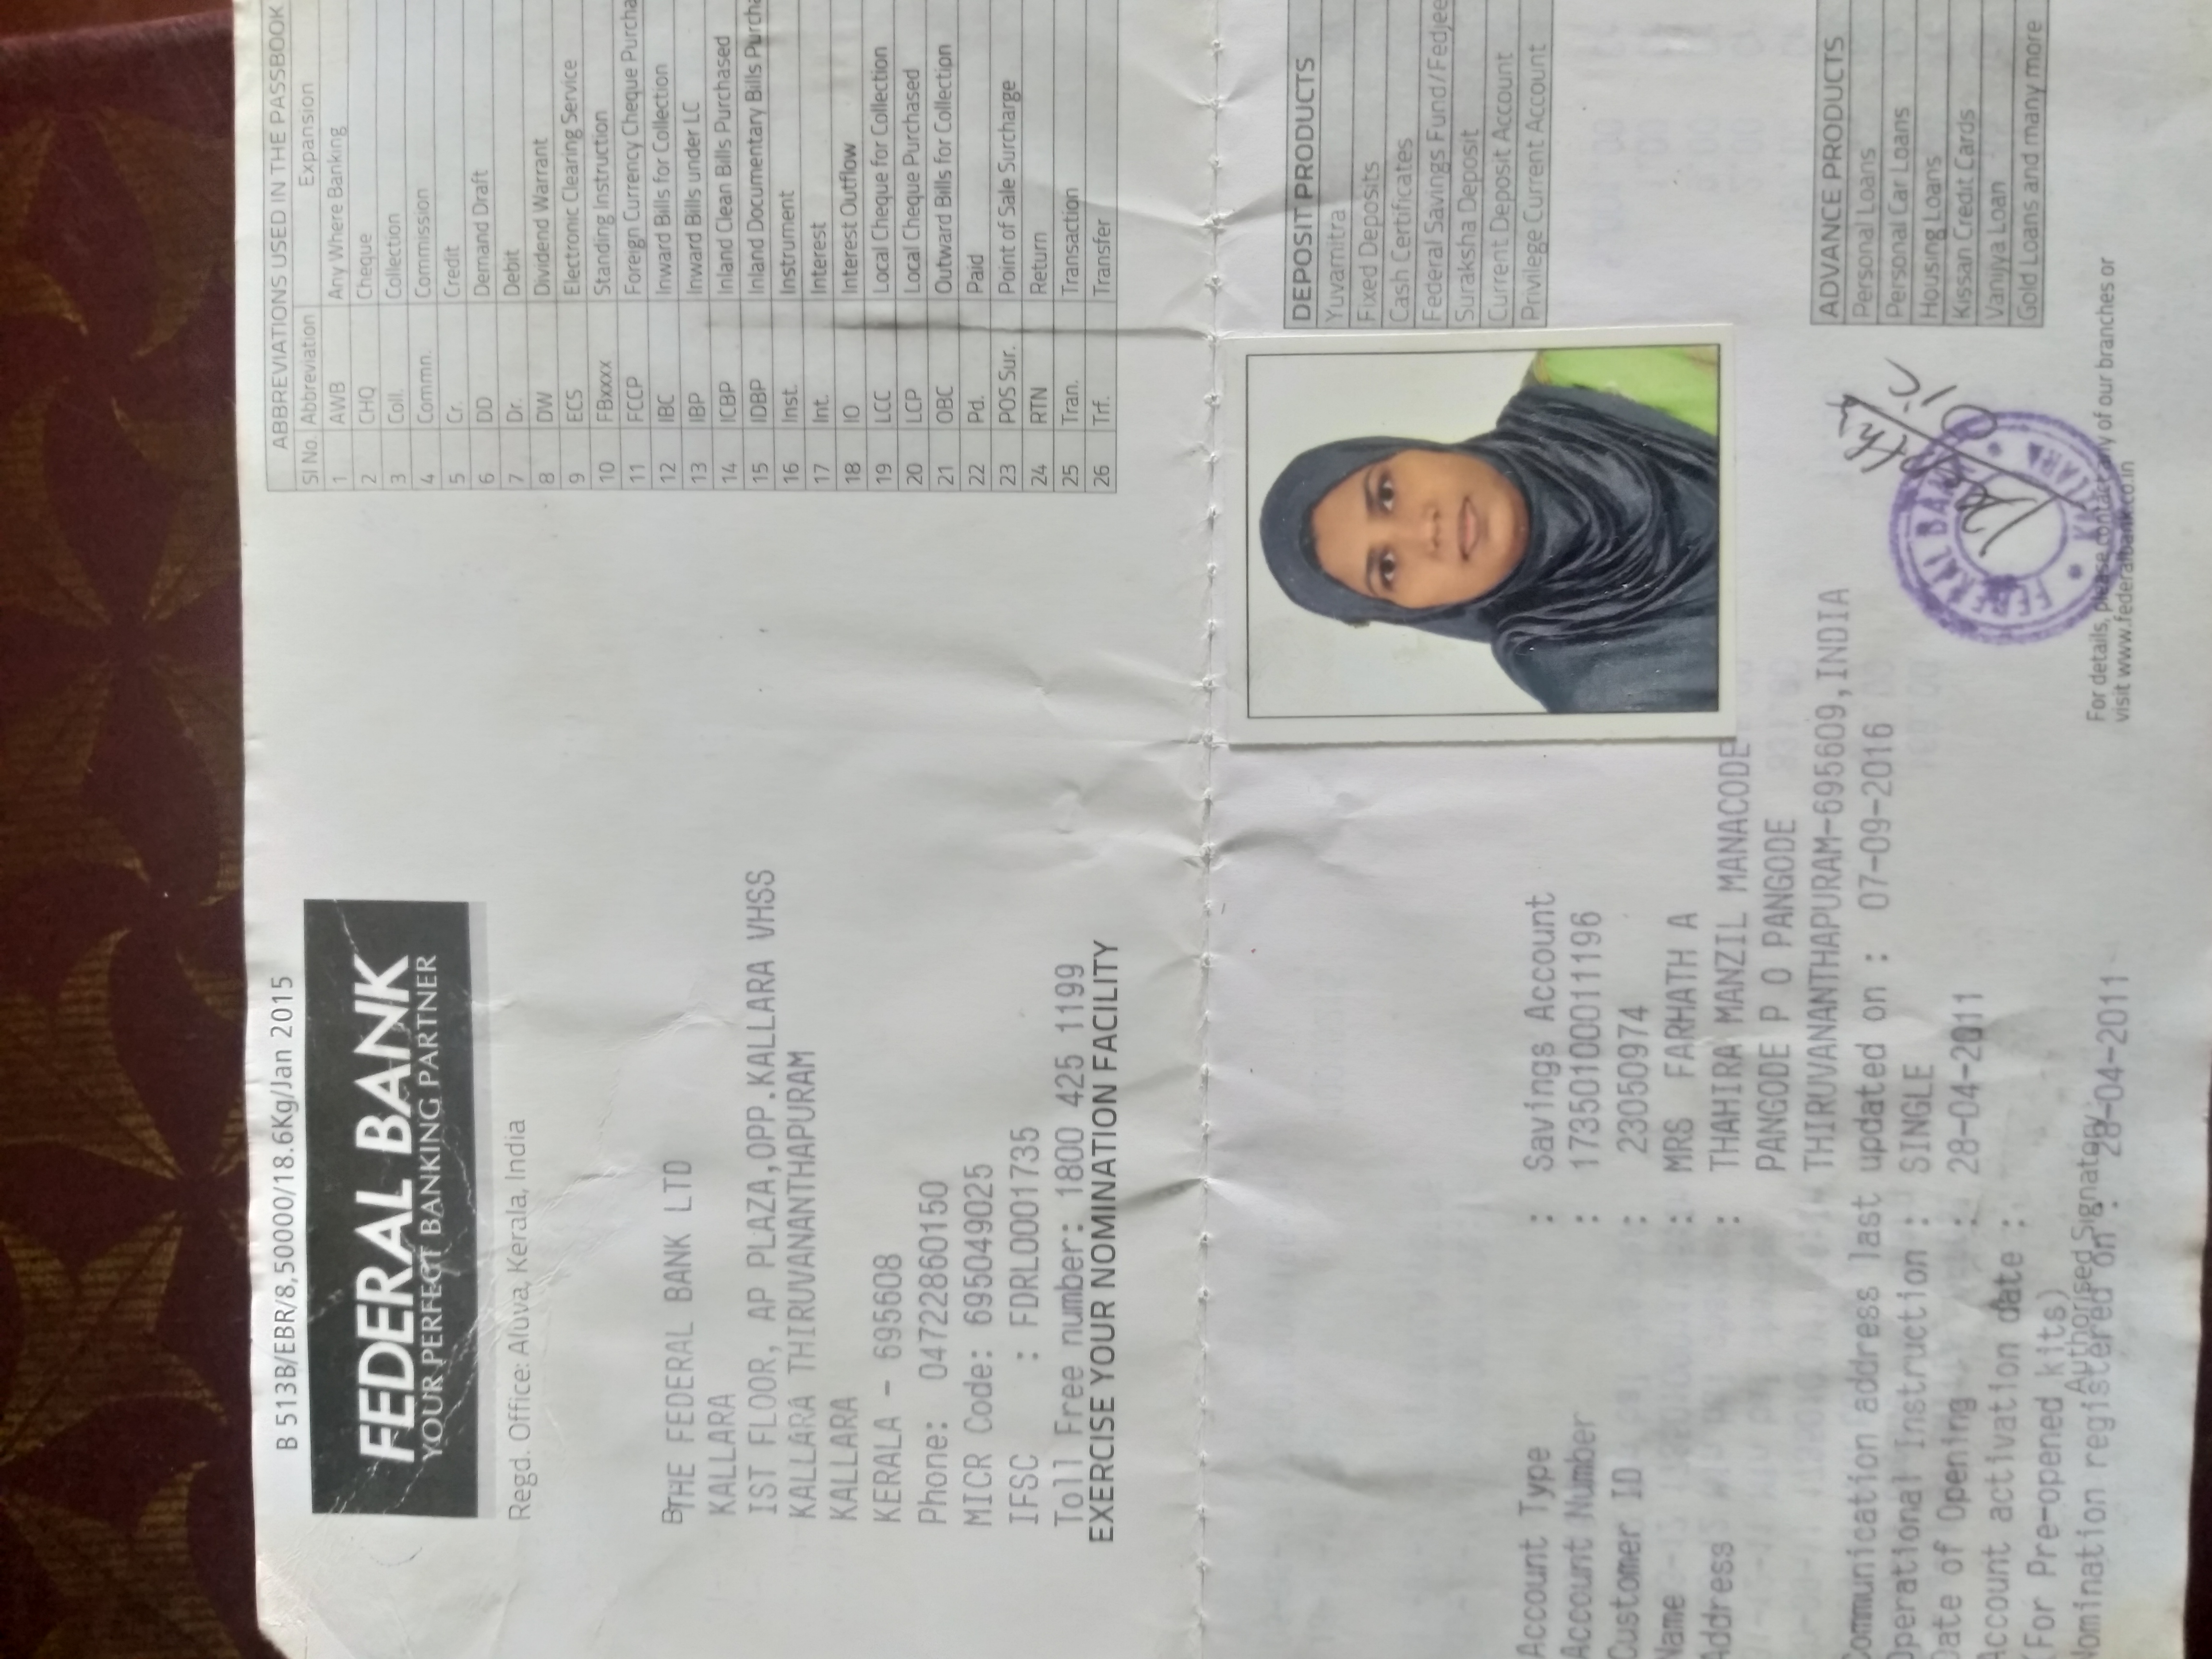 B 513B/EBR/8,50000/18.6Kg/Jan 2015
FEDERAL BANK
YOUR PERFECT BANKING PARTNER
Regd. Office: Aluva, Kerala, India
BTHE FEDERAL BANK LTD
KALLARA
IST FLOOR, AP PLAZA,OPP.KALLARA VHSS
KALLARA THIRUVANANTHAPURAM
KALLARA
KERALA - 695608
Phone: 04722860150
MICR Code: 695049025
IFSC : FDRL0001735
Toll Free number: 1800 425 1199
EXERCISE YOUR NOMINATION FACILITY
ABBREVIATIONS USED IN THE PASSBOOK
Sl No. Abbreviation Expansion
1 AWB Any Where Banking
2 CHQ Cheque
3 Coll. Collection
4 Commn. Commission
5 Cr. Credit
6 DD Demand Draft
7 Dr. Debit
8 DW Dividend Warrant
9 ECS Electronic Clearing Service
10 FBxxxx Standing Instruction
11 FCCP Foreign Currency Cheque Purcha
12 IBC Inward Bills for Collection
13 IBP Inward Bills under LC
14 ICBP Inland Clean Bills Purchased
15 IDBP Inland Documentary Bills Purcha
16 Inst. Instrument
17 Int. Interest
18 IO Interest Outflow
19 LCC Local Cheque for Collection
20 LCP Local Cheque Purchased
21 OBC Outward Bills for Collection
22 Pd. Paid
23 POS Sur. Point of Sale Surcharge
24 RTN Return
25 Tran. Transaction
26 Trf. Transfer
Account Type : Savings Account
Account Number : 17350100011196
Customer ID : 23050974
Name : MRS FARHATH A
Address : THAHIRA MANZIL MANACODE
PANGODE P O PANGODE
THIRUVANANTHAPURAM-695609,INDIA
Communication address last updated on : 07-09-2016
Operational Instruction : SINGLE
Date of Opening : 28-04-2011
Account activation date :
(For Pre-opened kits)
Authorised Signatory
Nomination registered on : 28-04-2011
DEPOSIT PRODUCTS
Yuvamitra
Fixed Deposits
Cash Certificates
Federal Savings Fund/Fedjee
Suraksha Deposit
Current Deposit Account
Privilege Current Account
ADVANCE PRODUCTS
Personal Loans
Personal Car Loans
Housing Loans
Kissan Credit Cards
Vanijya Loan
Gold Loans and many more
FEDERAL BANK
KALLARA
For details, please contact any of our branches or
visit www.federalbank.co.in